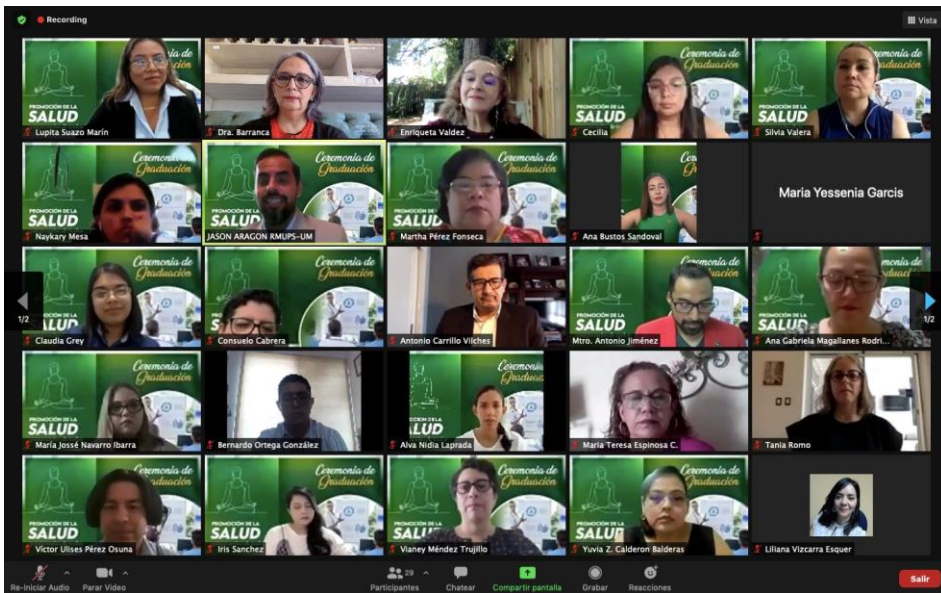 Recording
Vista
Ceremonia de
Graduación
PROMOCIÓN DE LA
SALUD
Lupita Suazo Marín
Dra. Barranca
Enriqueta Valdez
Cecilia
Silvia Valera
Naykary Mesa
JASON ARAGON RMUPS-UM
Martha Pérez Fonseca
Ana Bustos Sandoval
Maria Yessenia Garcis
1/2
Claudia Grey
Consuelo Cabrera
Antonio Carrillo Vilches
Mtro. Antonio Jiménez
Ana Gabriela Magallanes Rodri...
1/2
María Jossé Navarro Ibarra
Bernardo Ortega González
Alva Nidia Laprada
Maria Teresa Espinosa C.
Tania Romo
Víctor Ulises Pérez Osuna
Iris Sanchez
Vianey Méndez Trujillo
Yuvia Z. Calderon Balderas
Liliana Vizcarra Esquer
Re-iniciar Audio
Parar Video
Participantes
29
Chatear
Compartir pantalla
Grabar
Reacciones
Salir